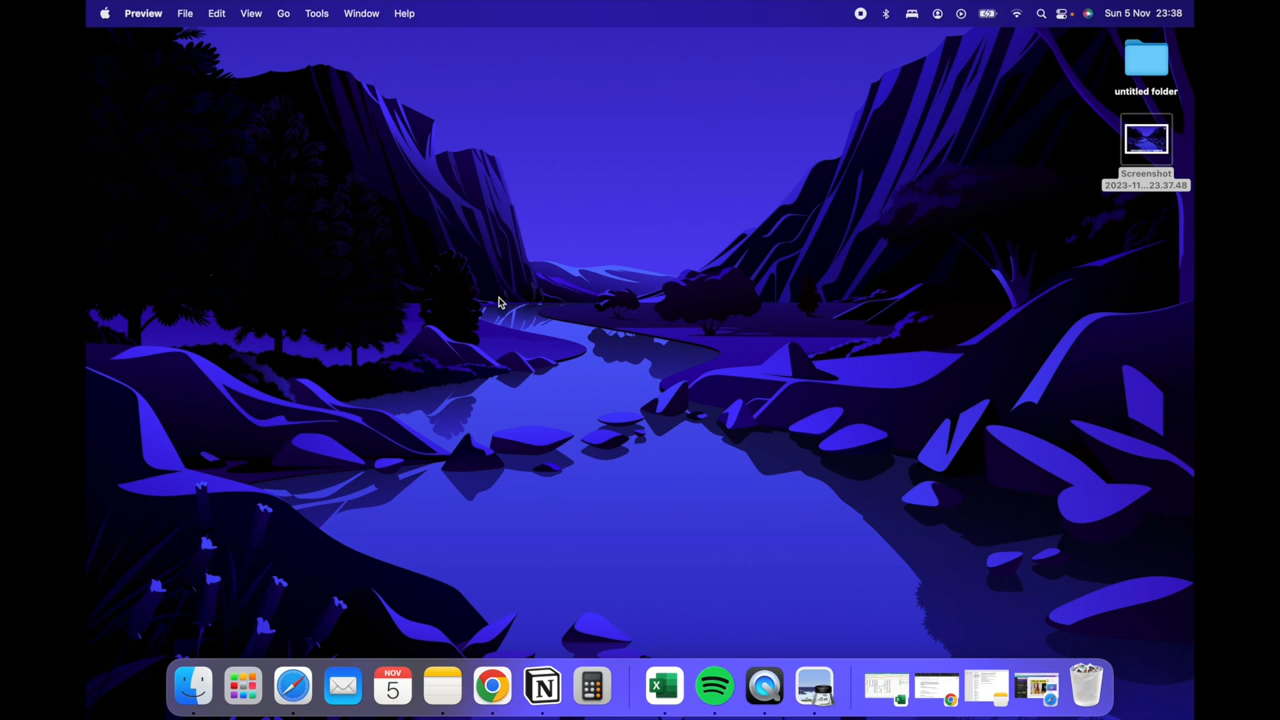 Preview File Edit View Go Tools Window Help Sun 5 Nov 23:38
untitled folder
Screenshot
2023-11...23.37.48
NOV
5